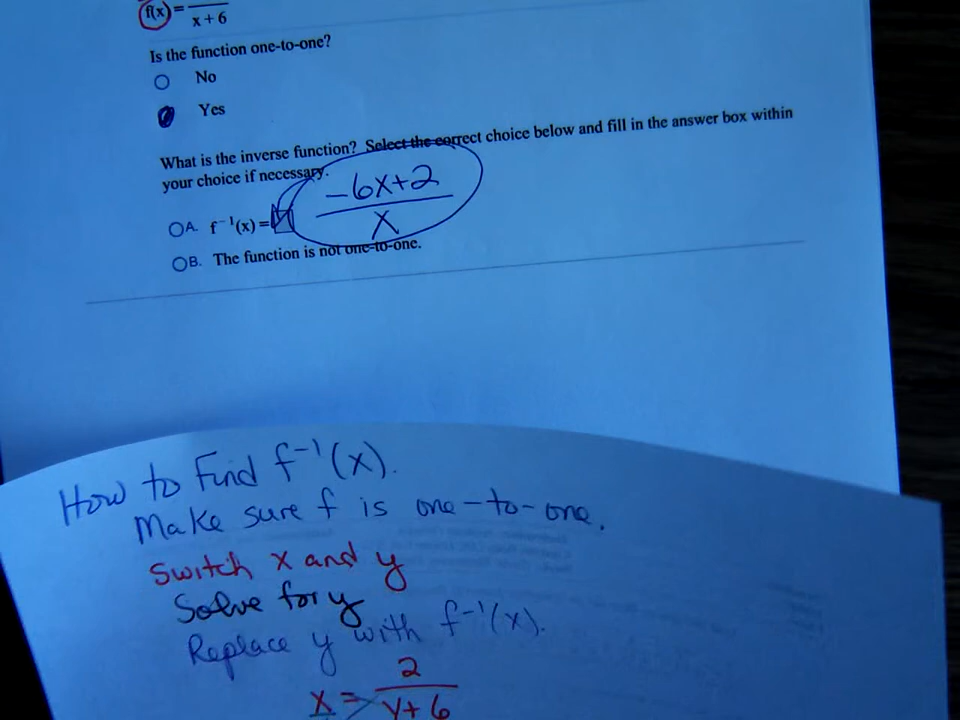 f(x) = 
x + 6
Is the function one-to-one?
No
Yes
What is the inverse function? Select the correct choice below and fill in the answer box within
your choice if necessary.
-6x+2
A. f⁻¹(x) =
x
B. The function is not one-to-one.
How to Find f⁻¹(x).
Make sure f is one-to-one.
Switch x and y
Solve for y
Replace y with f⁻¹(x).
2
x =
y+6